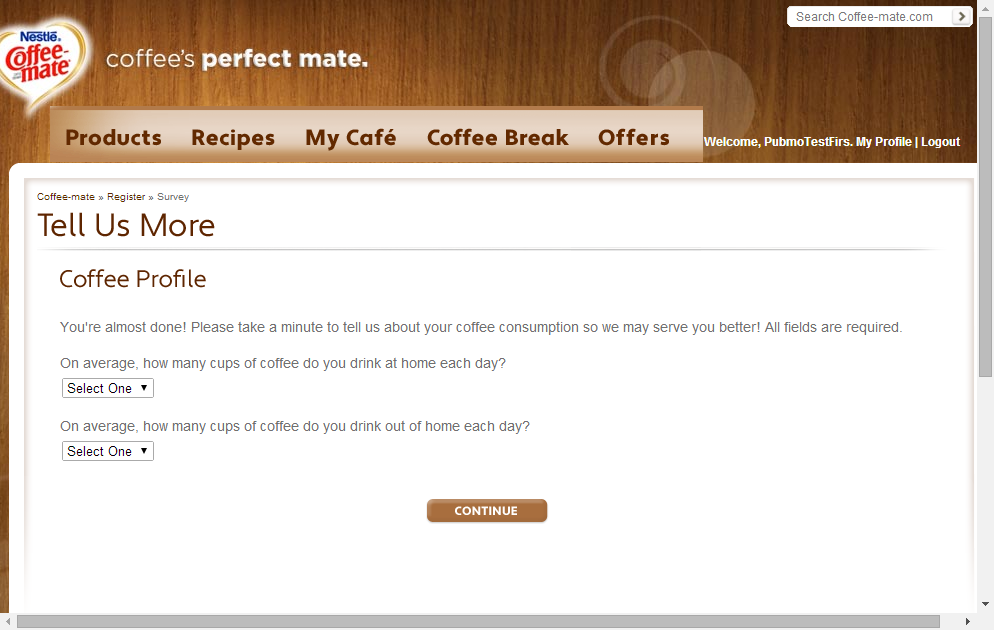 Search Coffee-mate.com
Nestlé.
Coffee-
mate
coffee's perfect mate.
Products Recipes My Café Coffee Break Offers
Welcome, PubmoTestFirs. My Profile | Logout
Coffee-mate » Register » Survey
Tell Us More
Coffee Profile
You're almost done! Please take a minute to tell us about your coffee consumption so we may serve you better! All fields are required.
On average, how many cups of coffee do you drink at home each day?
Select One
On average, how many cups of coffee do you drink out of home each day?
Select One
CONTINUE